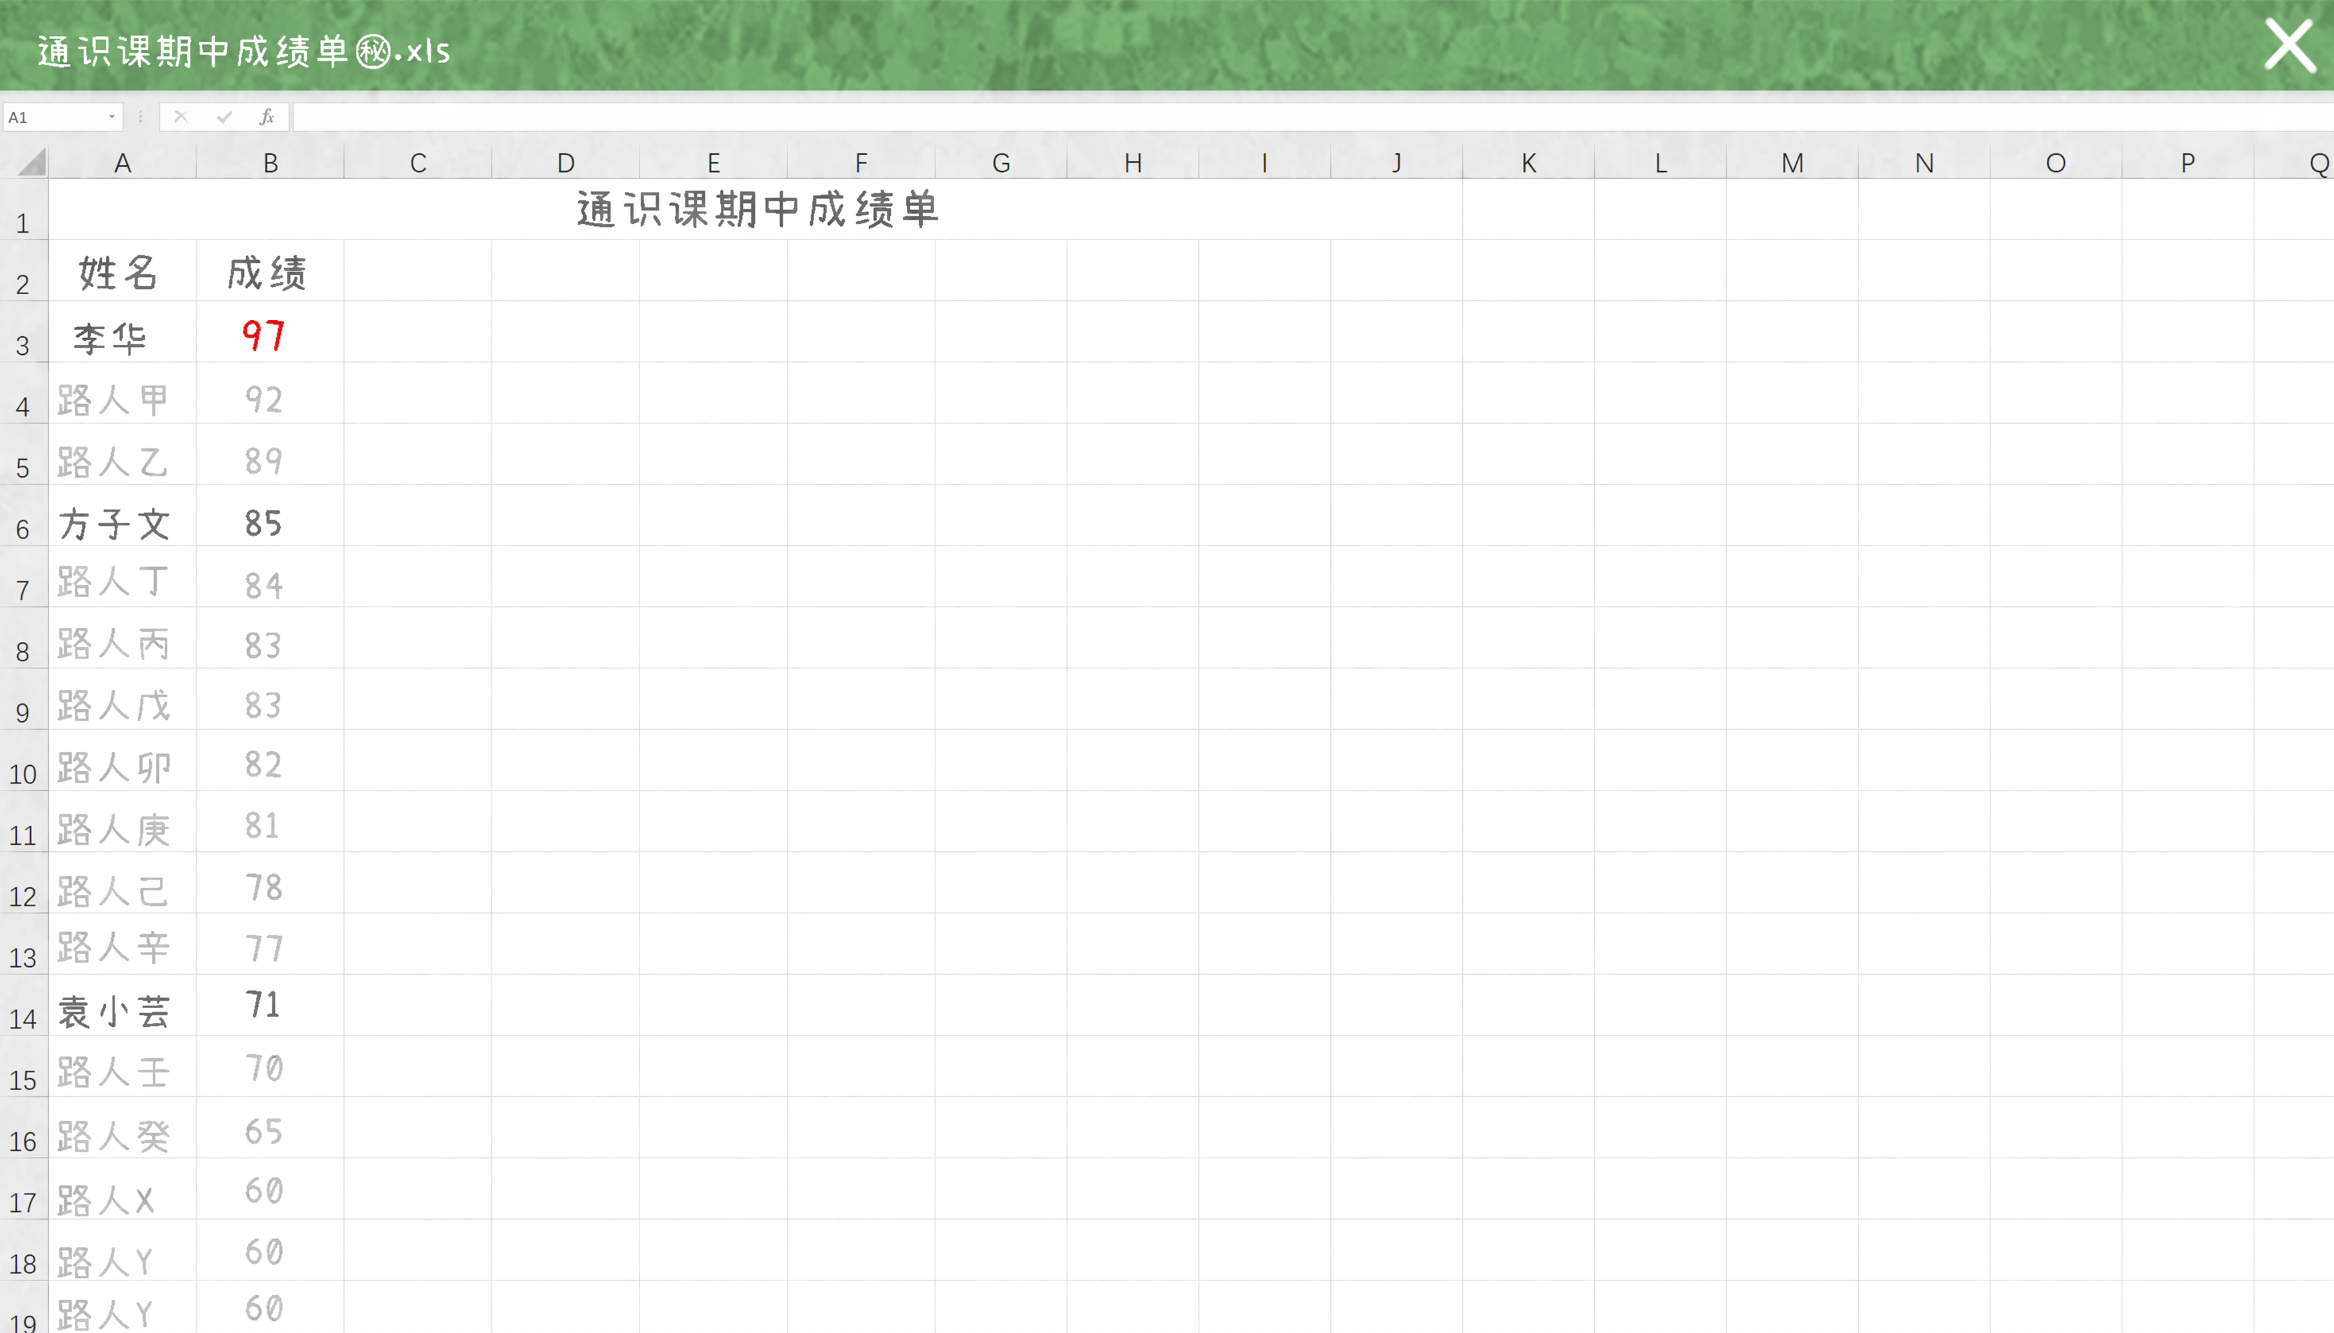 通识课期中成绩单㊙.xls
A1 fx
A B C D E F G H I J K L M N O P Q
1 通识课期中成绩单
2 姓名 成绩
3 李华 97
4 路人甲 92
5 路人乙 89
6 方子文 85
7 路人丁 84
8 路人丙 83
9 路人戊 83
10 路人卯 82
11 路人庚 81
12 路人己 78
13 路人辛 77
14 袁小芸 71
15 路人壬 70
16 路人癸 65
17 路人X 60
18 路人Y 60
19 路人Y 60